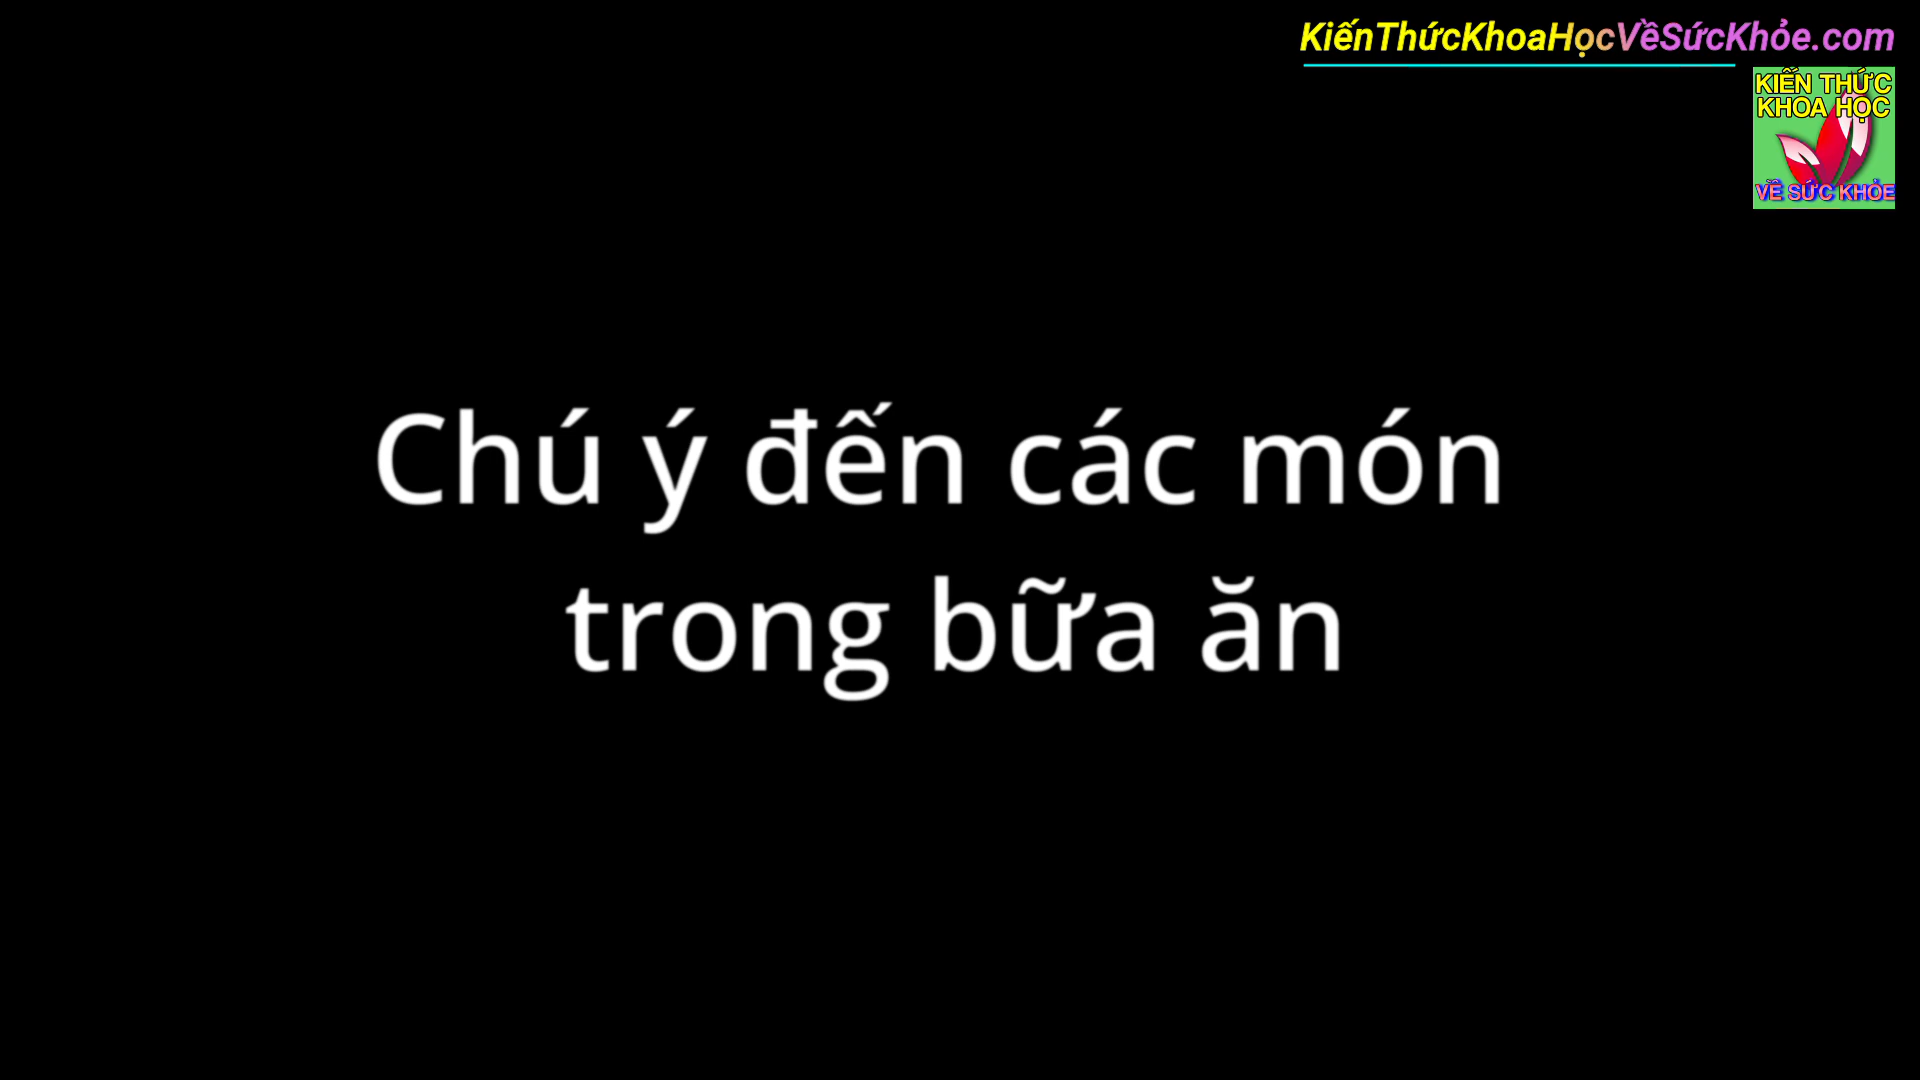 KiếnThứcKhoaHọcVềSứcKhỏe.com
KIẾN THỨC
KHOA HỌC
VỀ SỨC KHỎE
Chú ý đến các món
trong bữa ăn